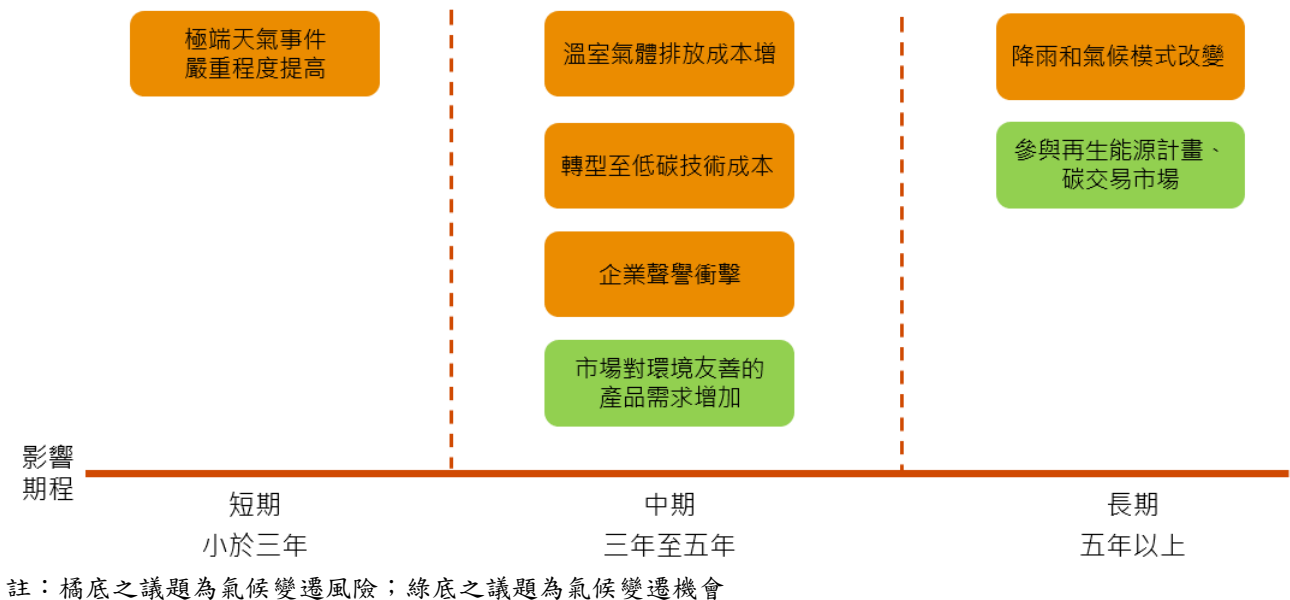 極端天氣事件
嚴重程度提高
溫室氣體排放成本增
轉型至低碳技術成本
企業聲譽衝擊
市場對環境友善的
產品需求增加
降雨和氣候模式改變
參與再生能源計畫、
碳交易市場
影響
期程
短期
小於三年
中期
三年至五年
長期
五年以上
註：橘底之議題為氣候變遷風險；綠底之議題為氣候變遷機會